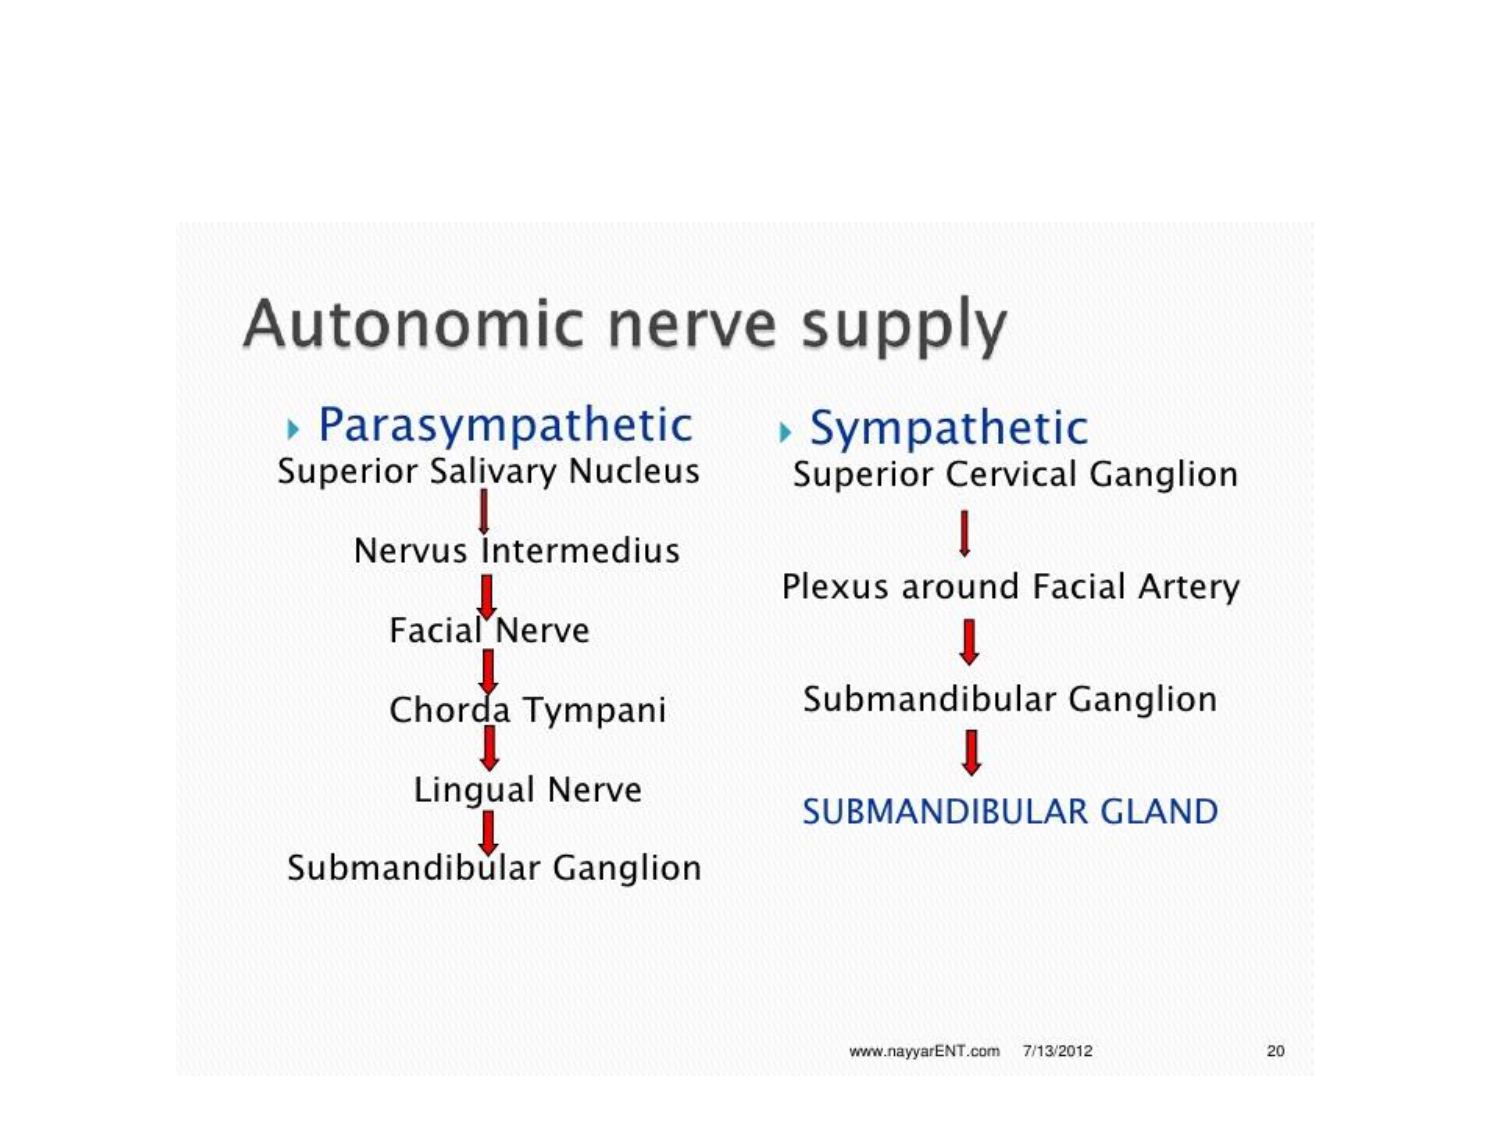 Autonomic nerve supply
Parasympathetic
Superior Salivary Nucleus
Nervus Intermedius
Facial Nerve
Chorda Tympani
Lingual Nerve
Submandibular Ganglion
Sympathetic
Superior Cervical Ganglion
Plexus around Facial Artery
Submandibular Ganglion
SUBMANDIBULAR GLAND
www.nayyarENT.com 7/13/2012 20